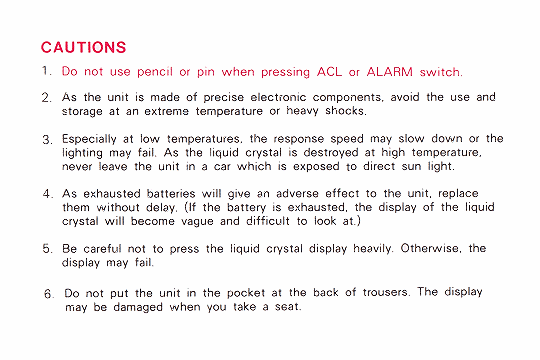 CAUTIONS
1. Do not use pencil or pin when pressing ACL or ALARM switch.
2. As the unit is made of precise electronic components, avoid the use and
storage at an extreme temperature or heavy shocks.
3. Especially at low temperatures, the response speed may slow down or the
lighting may fail. As the liquid crystal is destroyed at high temperature,
never leave the unit in a car which is exposed to direct sun light.
4. As exhausted batteries will give an adverse effect to the unit, replace
them without delay. (If the battery is exhausted, the display of the liquid
crystal will become vague and difficult to look at.)
5. Be careful not to press the liquid crystal display heavily. Otherwise, the
display may fail.
6. Do not put the unit in the pocket at the back of trousers. The display
may be damaged when you take a seat.